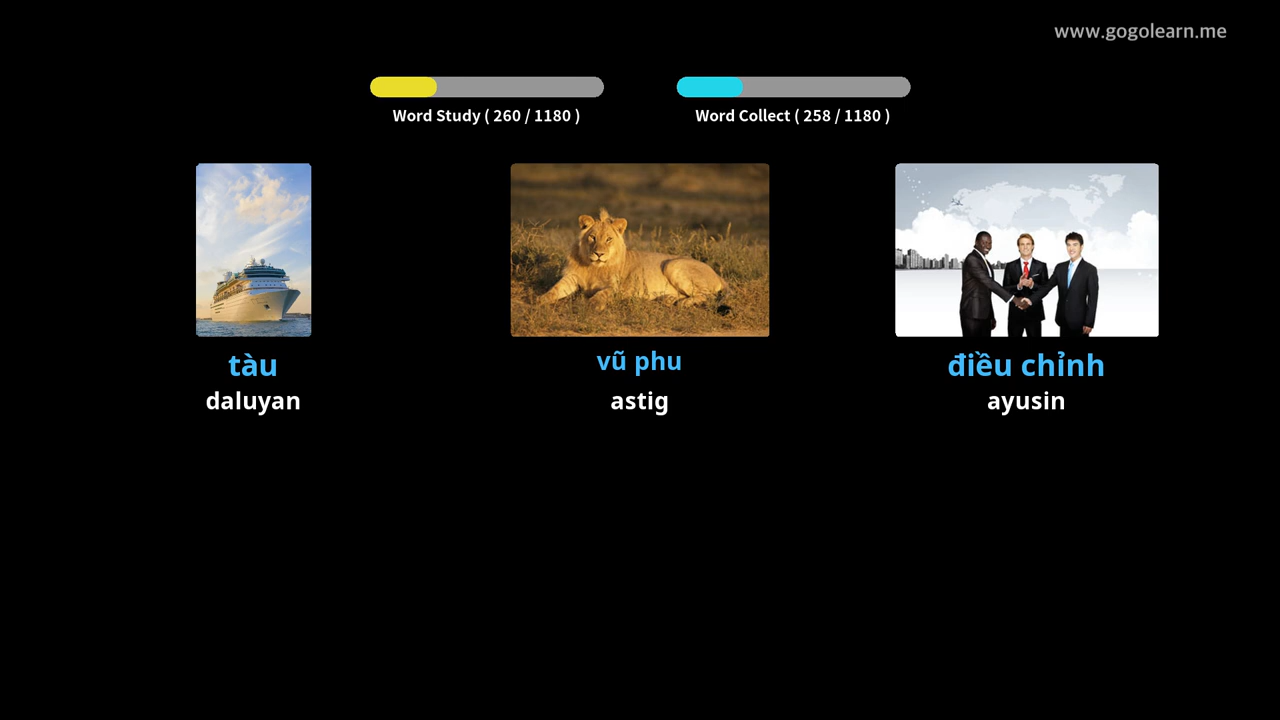 www.gogolearn.me
Word Study ( 260 / 1180 )
Word Collect ( 258 / 1180 )
tàu
daluyan
vũ phu
astig
điều chỉnh
ayusin